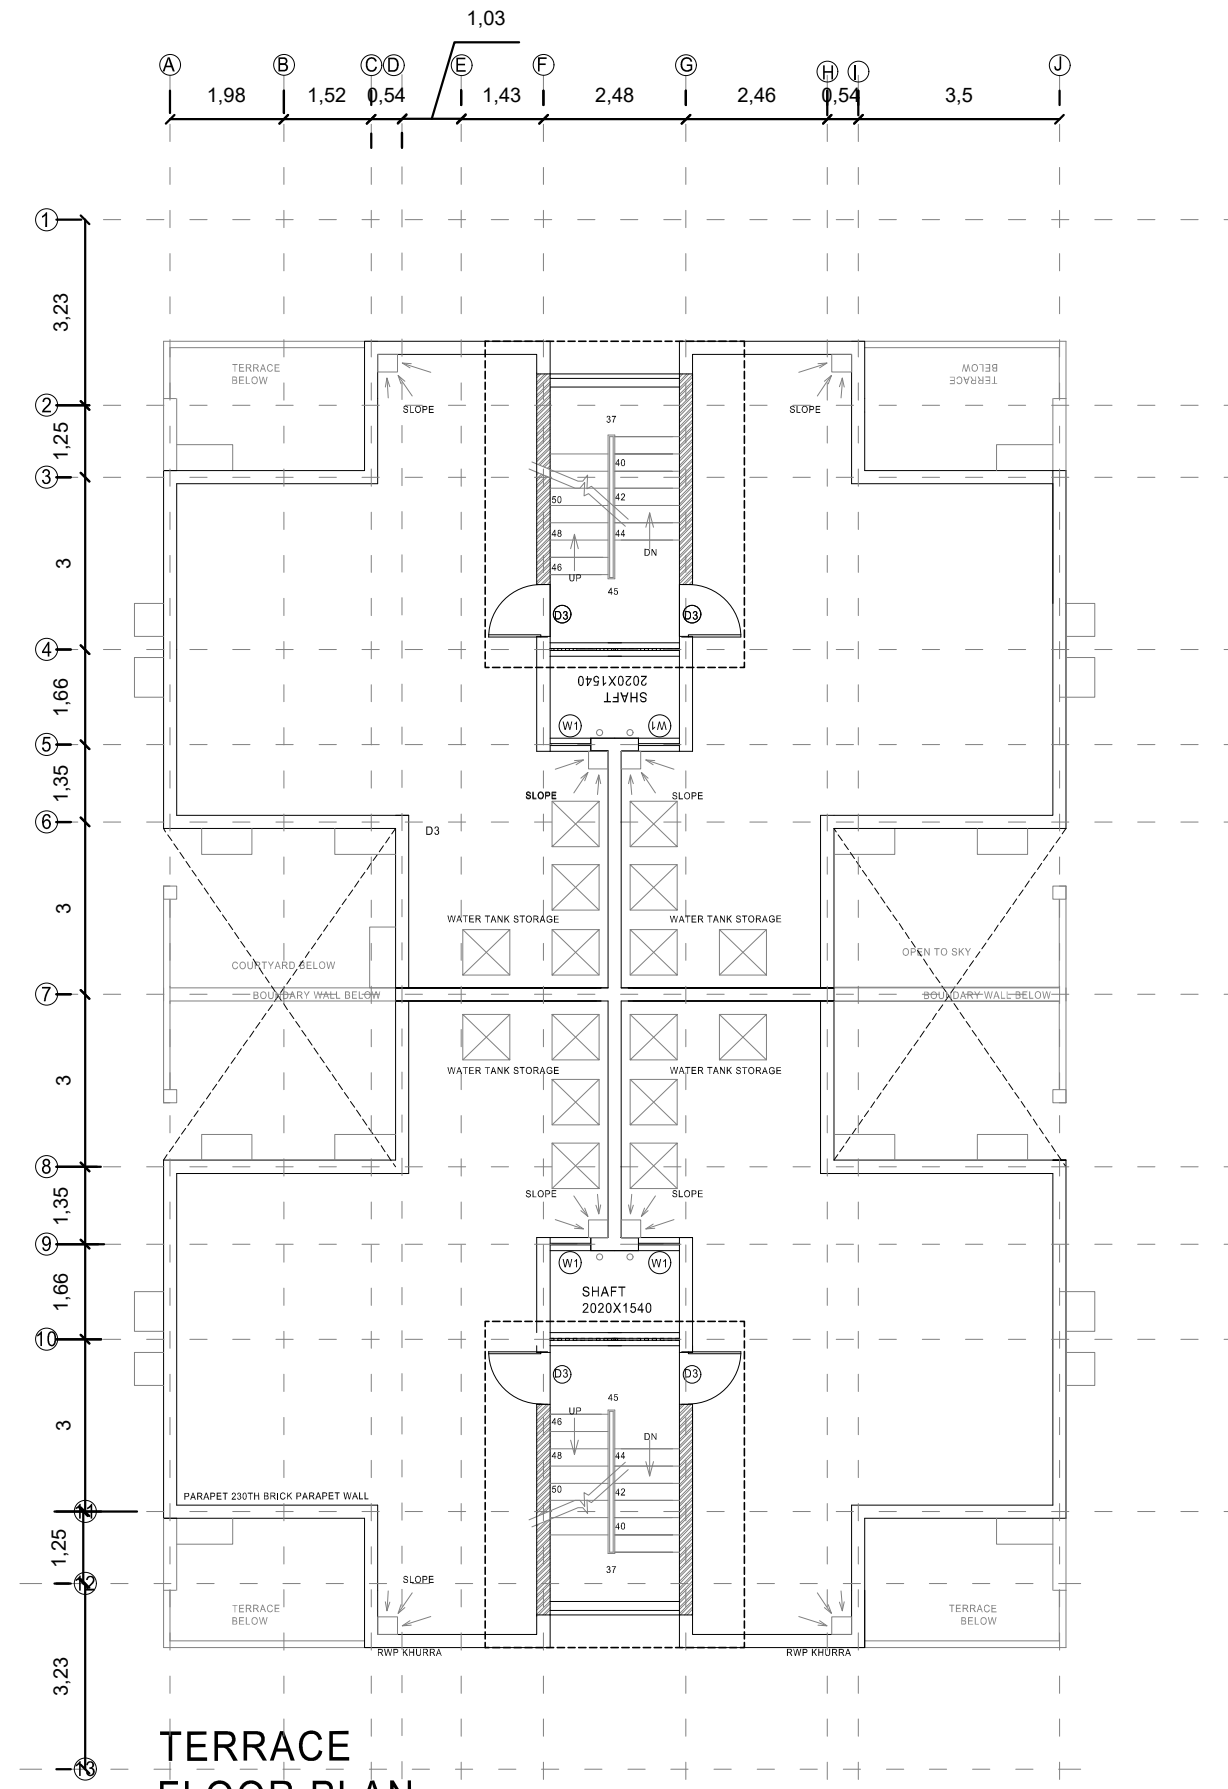 1,03
A B C D E F G H I J
1,98 1,52 0,54 1,43 2,48 2,46 0,54 3,5
1
3,23
TERRACE
BELOW
TERRACE
BELOW
2
SLOPE
SLOPE
37
1,25
40
3
50
42
48
44
DN
3
46
UP
45
D3
D3
4
SHAFT
2020X1540
1,66
W1
W1
5
1,35
SLOPE
SLOPE
6
D3
3
WATER TANK STORAGE
WATER TANK STORAGE
COURTYARD BELOW
OPEN TO SKY
7
BOUNDARY WALL BELOW
BOUNDARY WALL BELOW
3
WATER TANK STORAGE
WATER TANK STORAGE
8
1,35
SLOPE
SLOPE
9
W1
W1
1,66
SHAFT
2020X1540
10
D3
D3
45
UP
46
3
DN
48
44
50
42
PARAPET 230TH BRICK PARAPET WALL
11
40
1,25
37
12
SLOPE
TERRACE
BELOW
TERRACE
BELOW
RWP KHURRA
RWP KHURRA
3,23
TERRACE
FLOOR PLAN
13